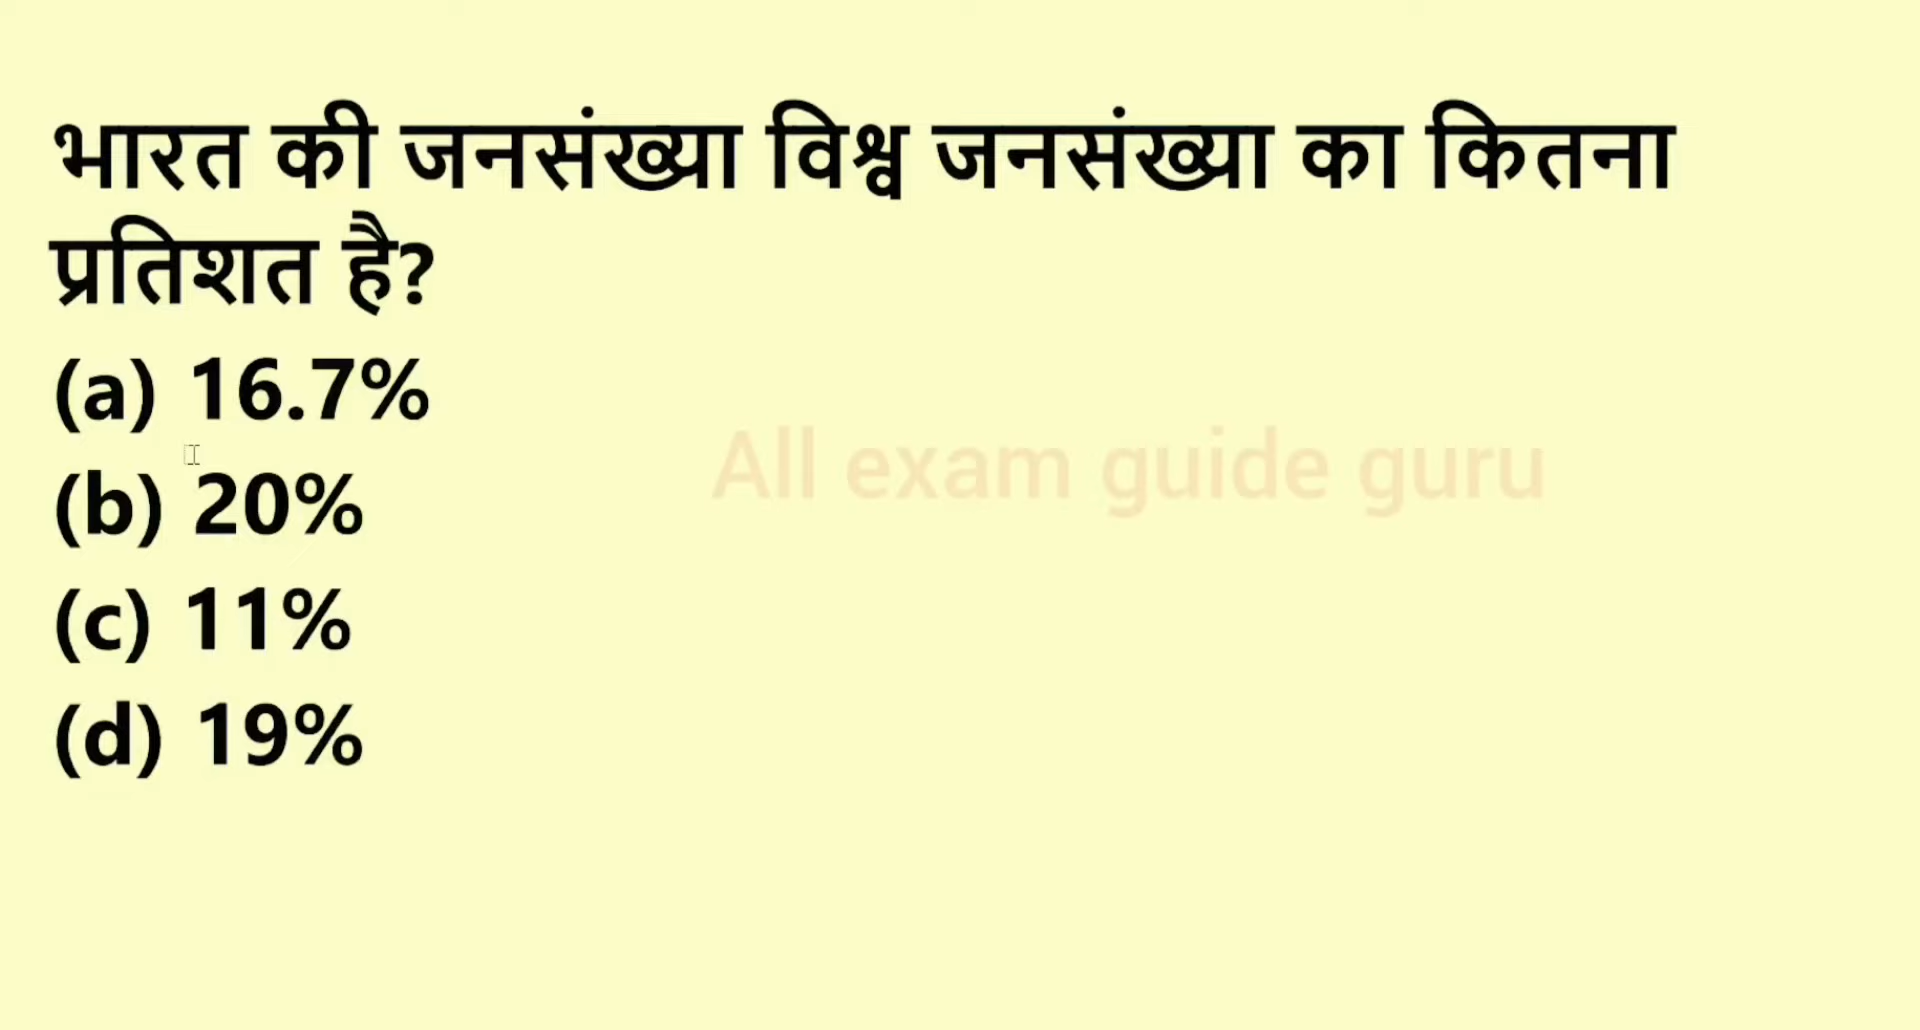 भारत की जनसंख्या विश्व जनसंख्या का कितना
प्रतिशत है?
(a) 16.7%
All exam guide guru
(b) 20%
(c) 11%
(d) 19%